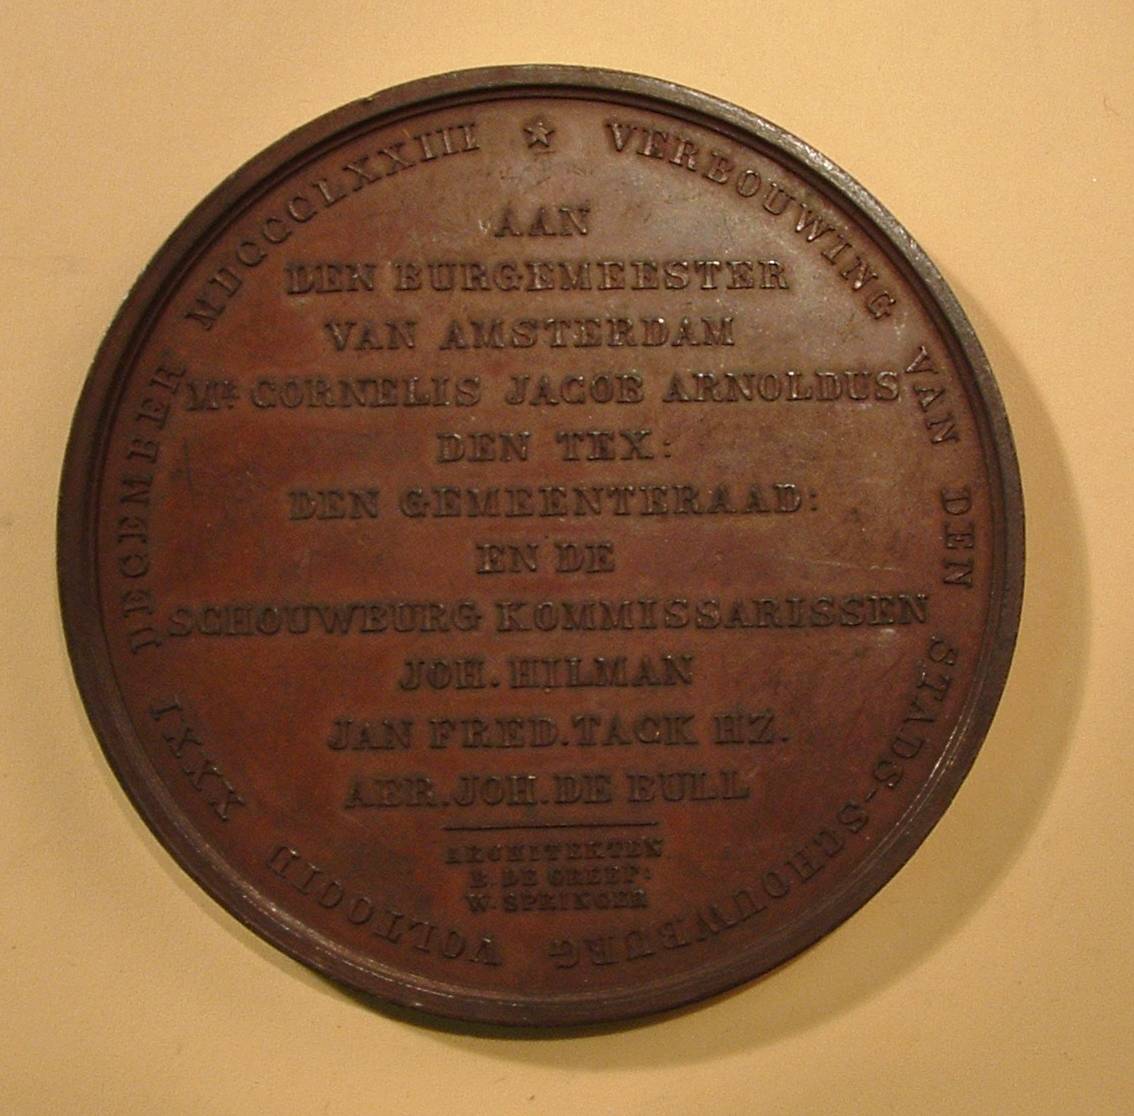 ★ VERBOUWING VAN DEN STADS-SCHOUWBURG VOLTOOID XXXI DECEMBER MDCCCLXXIII
AAN
DEN BURGEMEESTER
VAN AMSTERDAM
MR. CORNELIS JACOB ARNOLDUS
DEN TEX:
DEN GEMEENTERAAD:
EN DE
SCHOUWBURG KOMMISSARISSEN
JOH. HILMAN
JAN FRED. TACK HZ.
ABR. JOH. DE BULL
ARCHITEKTEN
B. DE GREEF:
W. SPRINGER